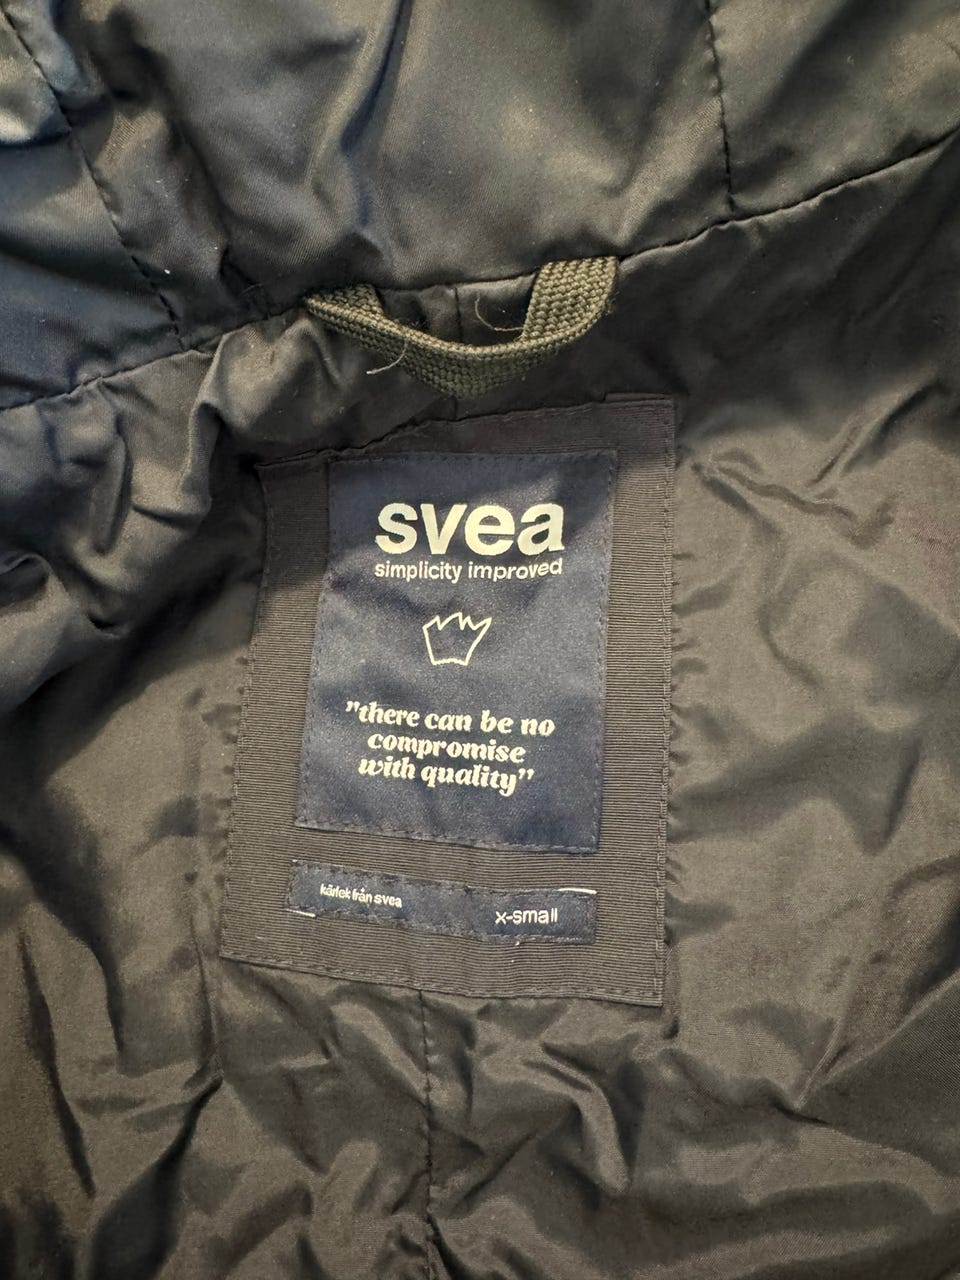 svea
simplicity improved
"there can be no
compromise
with quality"
kärlek från svea
x-small